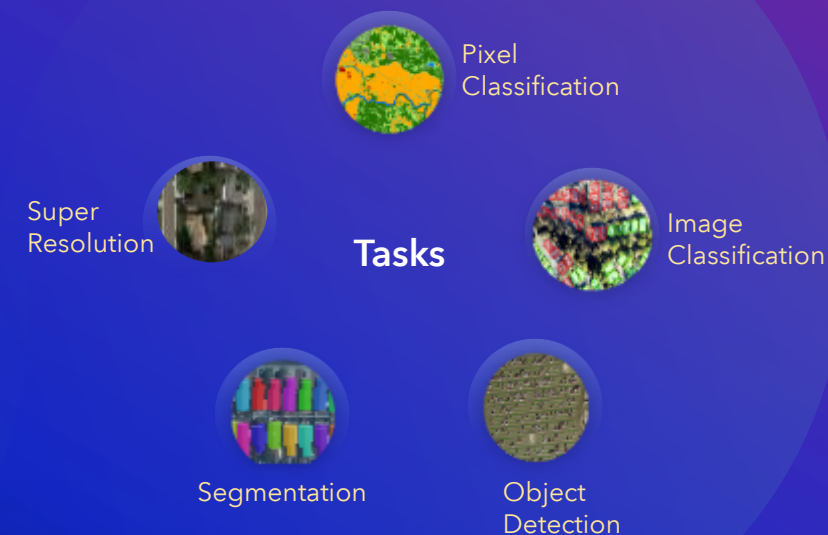 Pixel
Classification
Super
Resolution
Image
Classification
Tasks
Segmentation
Object
Detection